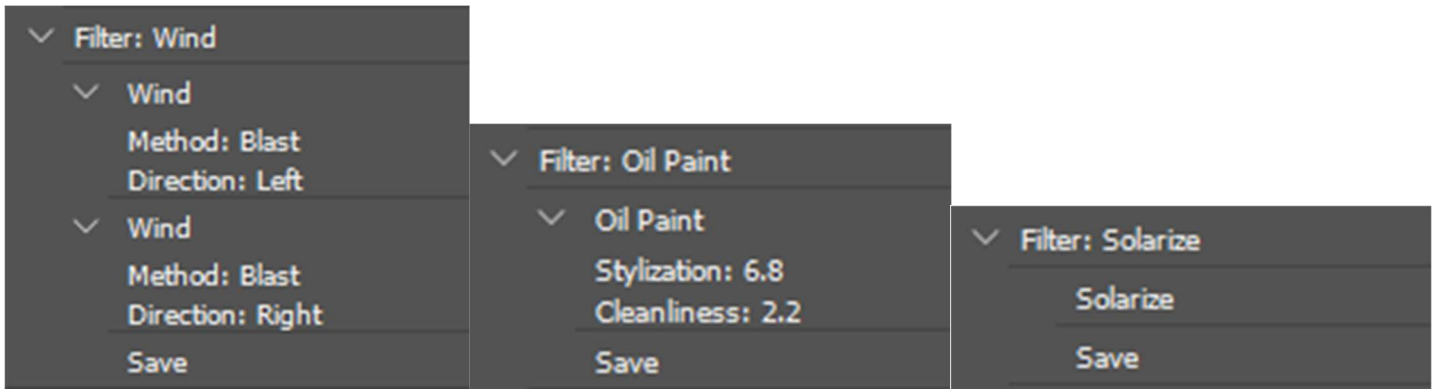 Filter: Wind
Wind
Method: Blast
Direction: Left
Wind
Method: Blast
Direction: Right
Save
Filter: Oil Paint
Oil Paint
Stylization: 6.8
Cleanliness: 2.2
Save
Filter: Solarize
Solarize
Save